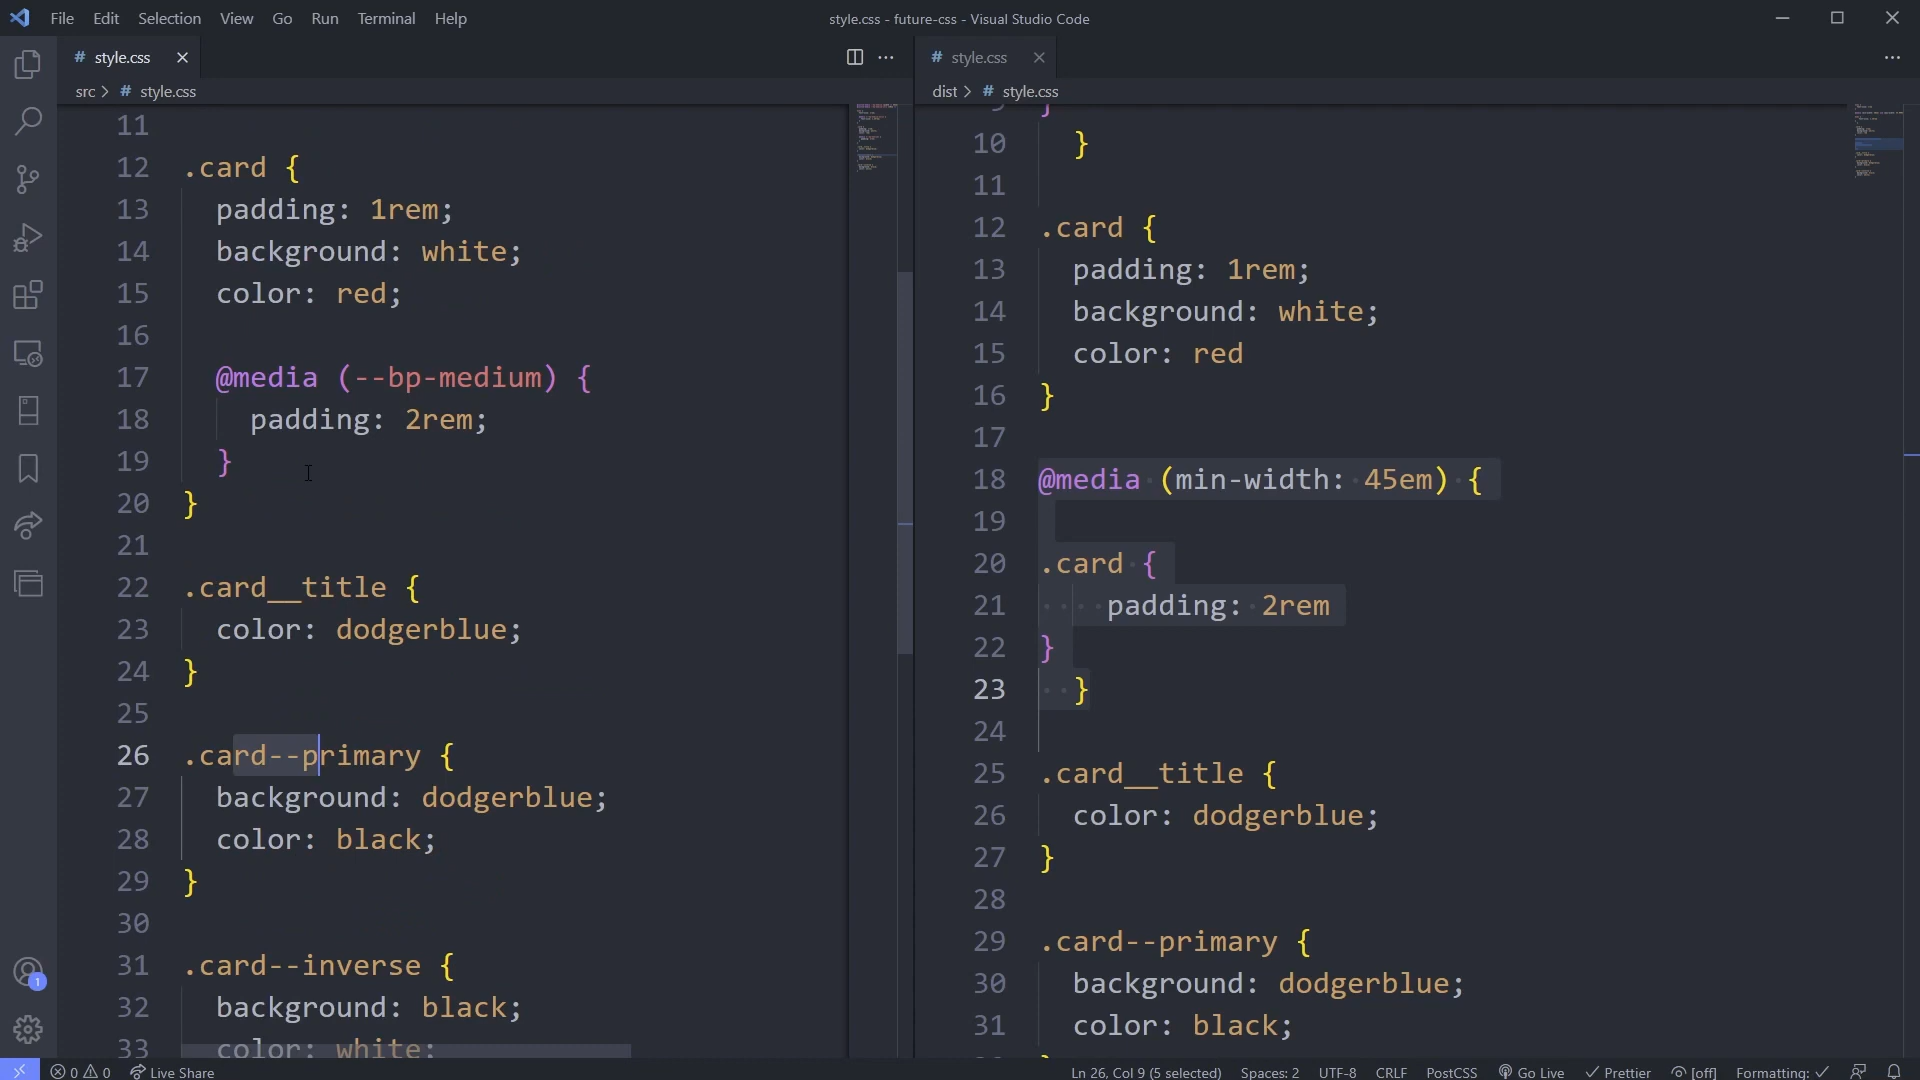 File Edit Selection View Go Run Terminal Help
style.css - future-css - Visual Studio Code
# style.css
# style.css
src > # style.css
11
12 .card {
13 padding: 1rem;
14 background: white;
15 color: red;
16
17 @media (--bp-medium) {
18 padding: 2rem;
19 }
20 }
21
22 .card__title {
23 color: dodgerblue;
24 }
25
26 .card--primary {
27 background: dodgerblue;
28 color: black;
29 }
30
31 .card--inverse {
32 background: black;
33 color: white;
dist > # style.css
9 }
10 }
11
12 .card {
13 padding: 1rem;
14 background: white;
15 color: red
16 }
17
18 @media (min-width: 45em) {
19
20 .card {
21 padding: 2rem
22 }
23 }
24
25 .card__title {
26 color: dodgerblue;
27 }
28
29 .card--primary {
30 background: dodgerblue;
31 color: black;
1
0 0 Live Share
Ln 26, Col 9 (5 selected) Spaces: 2 UTF-8 CRLF PostCSS Go Live Prettier [off] Formatting: ✓